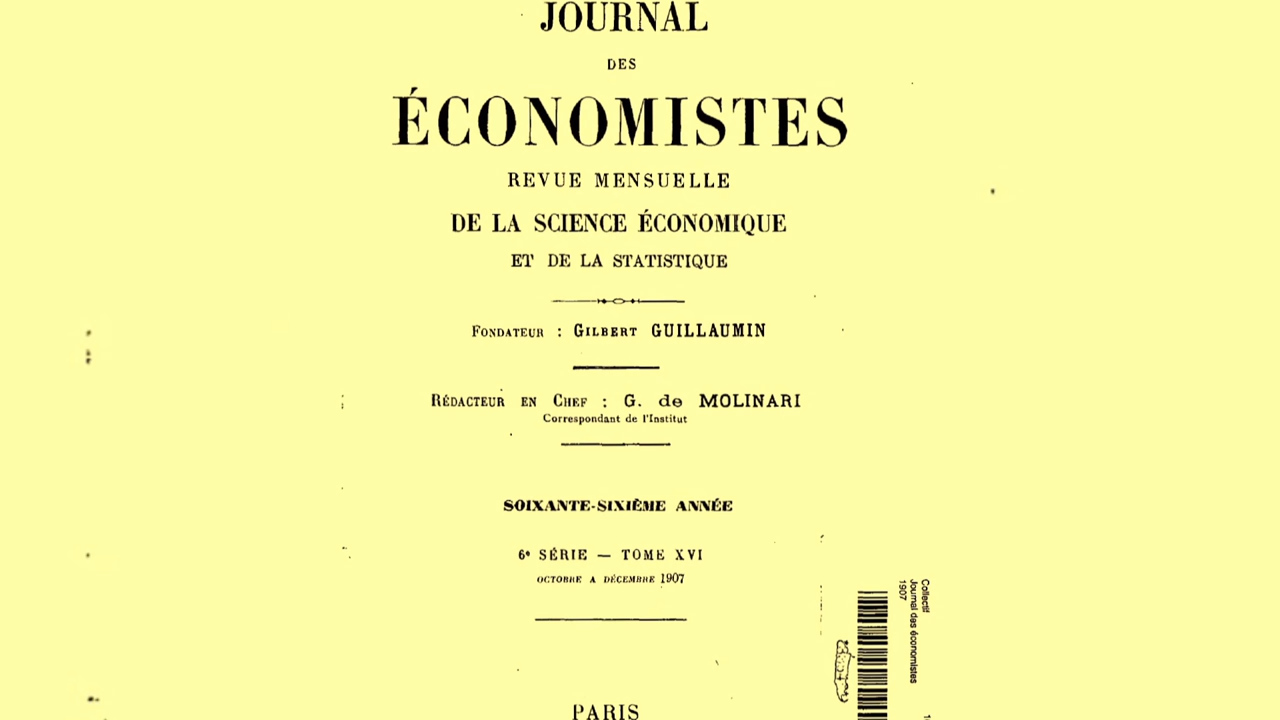 JOURNAL
DES
ÉCONOMISTES
REVUE MENSUELLE
DE LA SCIENCE ÉCONOMIQUE
ET DE LA STATISTIQUE
FONDATEUR : GILBERT GUILLAUMIN
RÉDACTEUR EN CHEF : G. de MOLINARI
Correspondant de l'Institut
SOIXANTE-SIXIÈME ANNÉE
6e SÉRIE — TOME XVI
OCTOBRE A DÉCEMBRE 1907
PARIS
Collectif
Journal des économistes
1907